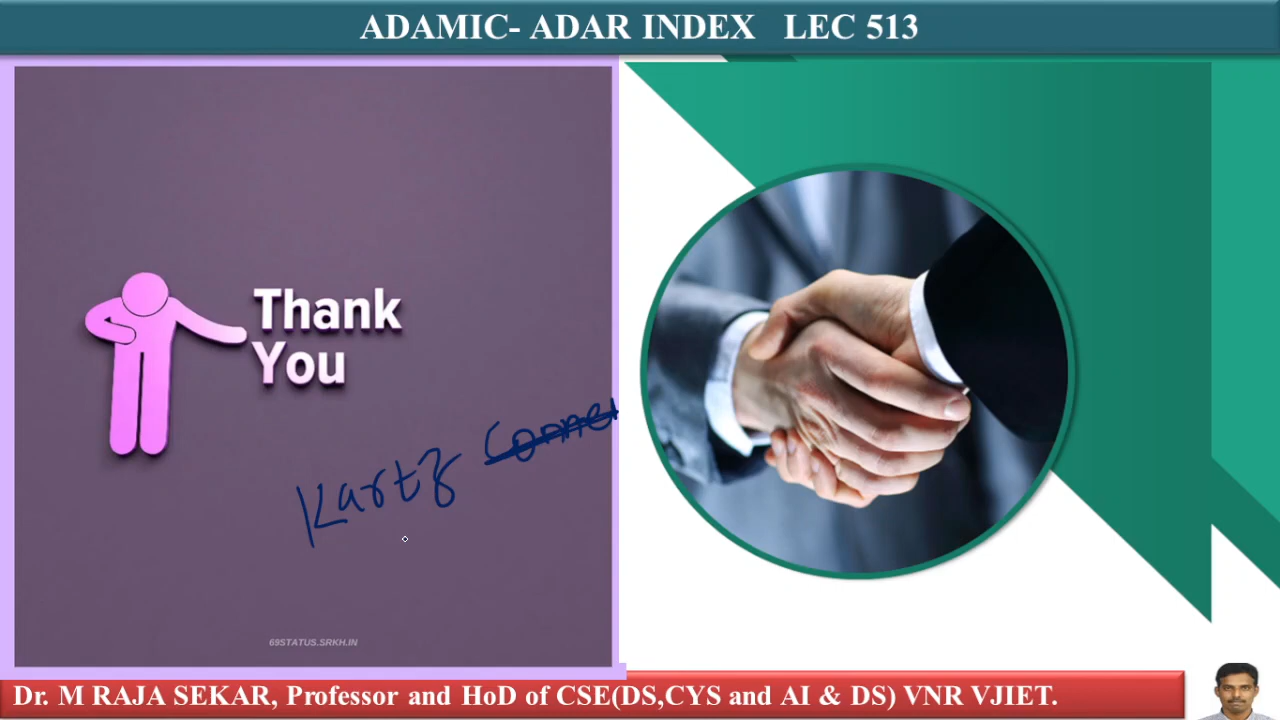 ADAMIC- ADAR INDEX LEC 513
Thank
You
Kartz
69STATUS.SRKH.IN
Dr. M RAJA SEKAR, Professor and HoD of CSE(DS,CYS and AI & DS) VNR VJIET.